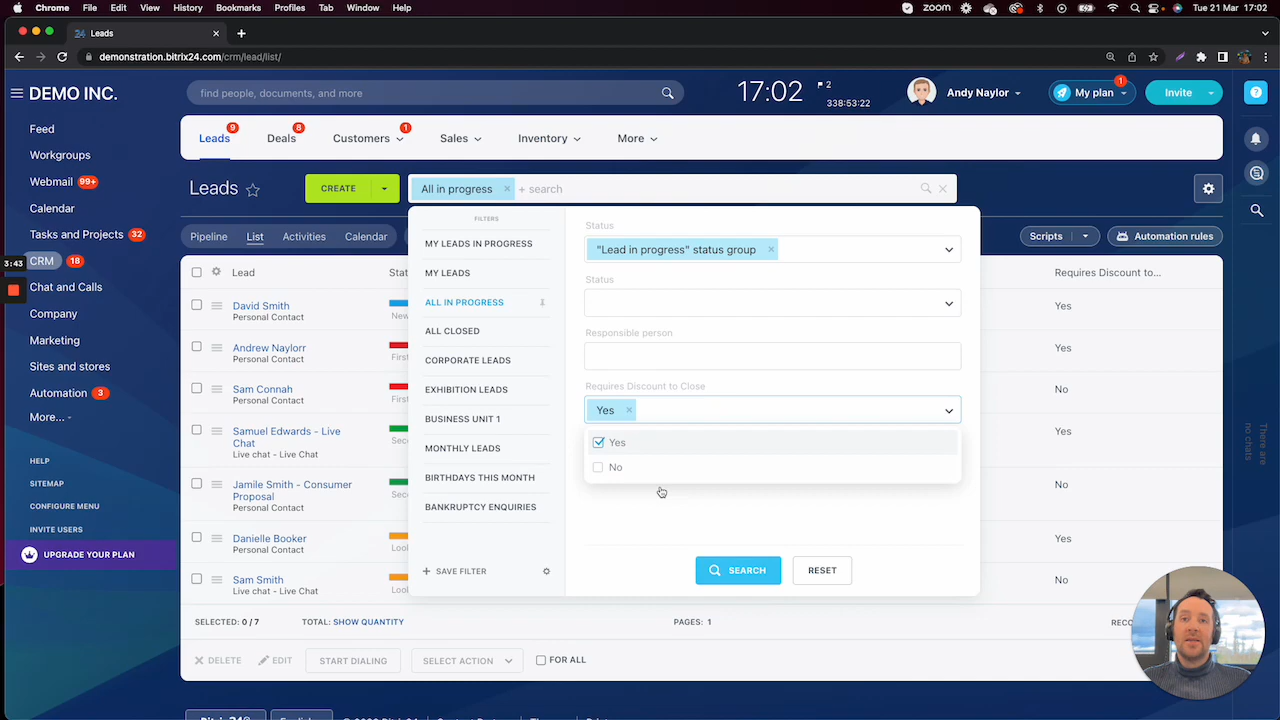 Chrome File Edit View History Bookmarks Profiles Tab Window Help
zoom
Tue 21 Mar 17:02
24 Leads
demonstration.bitrix24.com/crm/lead/list/
DEMO INC.
find people, documents, and more
17:02
2
338:53:22
Andy Naylor
My plan
1
Invite
Feed
Workgroups
Webmail 99+
Calendar
Tasks and Projects 32
3:43
CRM 18
Chat and Calls
Company
Marketing
Sites and stores
Automation 3
More...
HELP
SITEMAP
CONFIGURE MENU
INVITE USERS
UPGRADE YOUR PLAN
Leads 9
Deals 8
Customers 1
Sales
Inventory
More
Leads
CREATE
All in progress × + search
Pipeline List Activities Calendar
Scripts
Automation rules
Lead
Requires Discount to...
David Smith
Personal Contact
Yes
Andrew Naylorr
Personal Contact
Yes
Sam Connah
Personal Contact
No
Samuel Edwards - Live
Chat
Live chat - Live Chat
Yes
Jamile Smith - Consumer
Proposal
Personal Contact
No
Danielle Booker
Personal Contact
Yes
Sam Smith
Live chat - Live Chat
No
FILTERS
MY LEADS IN PROGRESS
MY LEADS
ALL IN PROGRESS
ALL CLOSED
CORPORATE LEADS
EXHIBITION LEADS
BUSINESS UNIT 1
MONTHLY LEADS
BIRTHDAYS THIS MONTH
BANKRUPTCY ENQUIRIES
+ SAVE FILTER
Status
"Lead in progress" status group ×
Status
Responsible person
Requires Discount to Close
Yes ×
Yes
No
SEARCH
RESET
SELECTED: 0 / 7
TOTAL: SHOW QUANTITY
PAGES: 1
DELETE
EDIT
START DIALING
SELECT ACTION
FOR ALL
There are
no chats